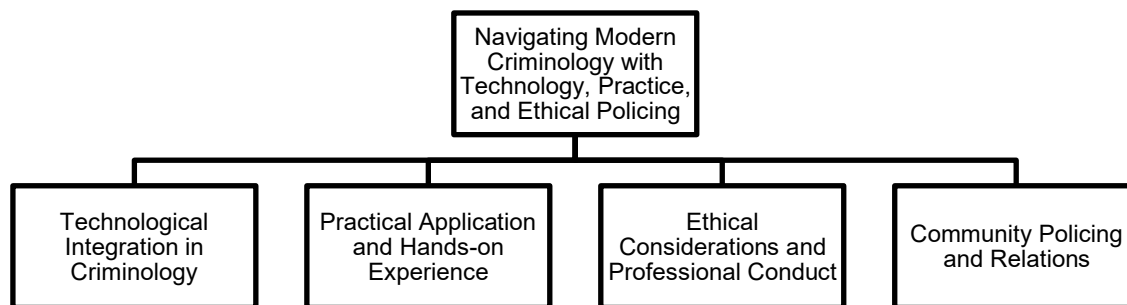 Navigating Modern
Criminology with
Technology, Practice,
and Ethical Policing
Technological
Integration in
Criminology
Practical Application
and Hands-on
Experience
Ethical
Considerations and
Professional Conduct
Community Policing
and Relations